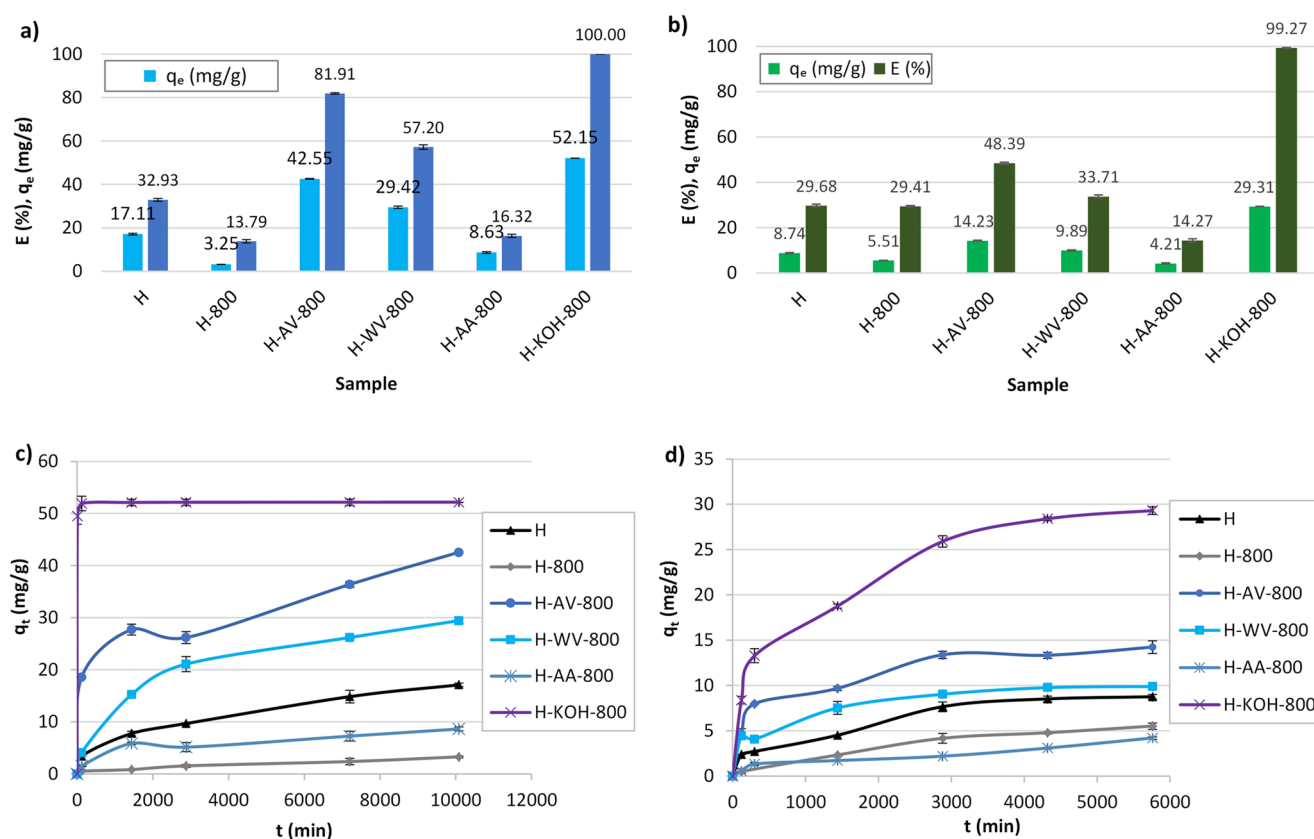 a)
100
80
60
40
20
0
E (%), qₑ (mg/g)
qₑ (mg/g)
17.11
32.93
3.25
13.79
42.55
81.91
29.42
57.20
8.63
16.32
52.15
100.00
H
H-800
H-AV-800
H-WV-800
H-AA-800
H-KOH-800
Sample
b)
100
80
60
40
20
0
E (%), qₑ (mg/g)
qₑ (mg/g) E (%)
8.74
29.68
5.51
29.41
14.23
48.39
9.89
33.71
4.21
14.27
29.31
99.27
H
H-800
H-AV-800
H-WV-800
H-AA-800
H-KOH-800
Sample
c)
60
50
40
30
20
10
0
qₜ (mg/g)
0 2000 4000 6000 8000 10000 12000
t (min)
H
H-800
H-AV-800
H-WV-800
H-AA-800
H-KOH-800
d)
35
30
25
20
15
10
5
0
qₜ (mg/g)
0 1000 2000 3000 4000 5000 6000
t (min)
H
H-800
H-AV-800
H-WV-800
H-AA-800
H-KOH-800